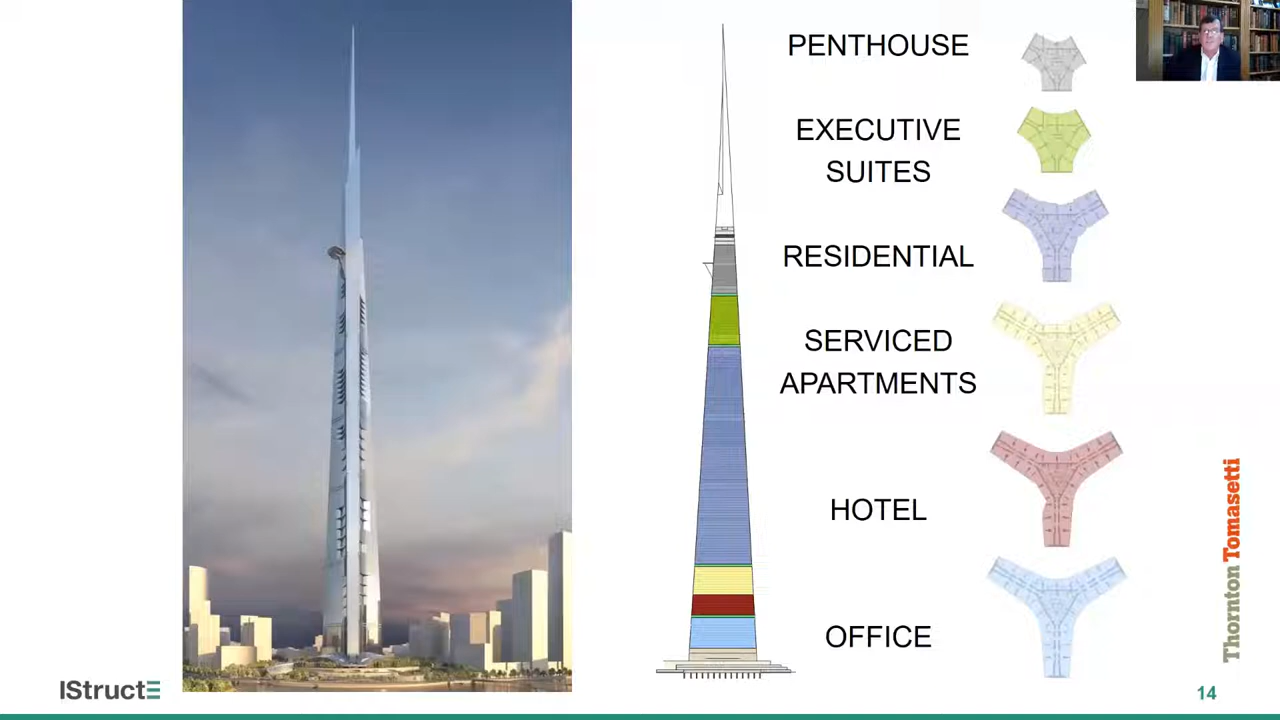 PENTHOUSE
EXECUTIVE
SUITES
RESIDENTIAL
SERVICED
APARTMENTS
HOTEL
OFFICE
Thornton Tomasetti
IStructE
14